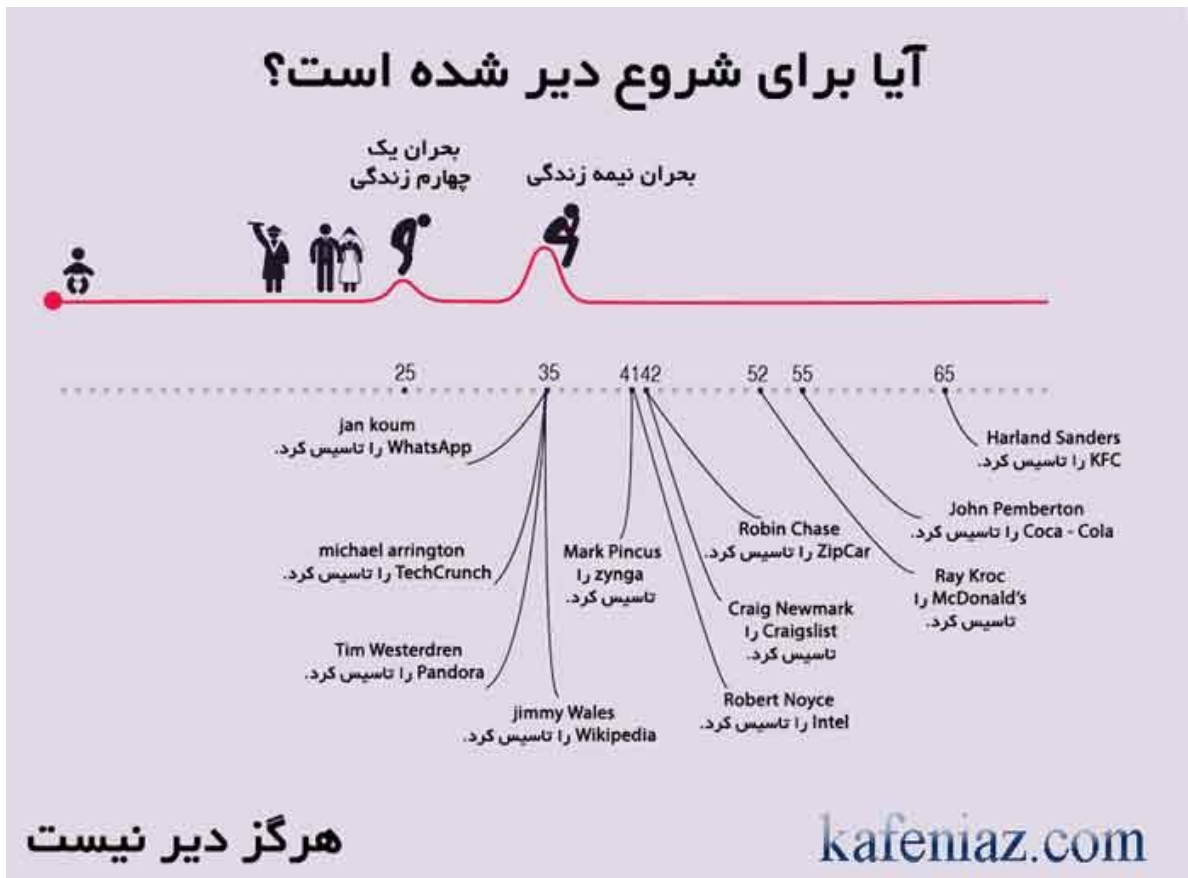 آیا برای شروع دیر شده است؟
بحران یک
چهارم زندگی
بحران نیمه زندگی
25
35
41
42
52
55
65
jan koum
WhatsApp را تاسیس کرد.
michael arrington
TechCrunch را تاسیس کرد.
Tim Westerdren
Pandora را تاسیس کرد.
jimmy Wales
Wikipedia را تاسیس کرد.
Mark Pincus
zynga را
تاسیس کرد.
Robin Chase
ZipCar را تاسیس کرد.
Craig Newmark
Craigslist را
تاسیس کرد.
Robert Noyce
Intel را تاسیس کرد.
Harland Sanders
KFC را تاسیس کرد.
John Pemberton
Coca - Cola را تاسیس کرد.
Ray Kroc
McDonald's را
تاسیس کرد.
هرگز دیر نیست
kafeniaz.com